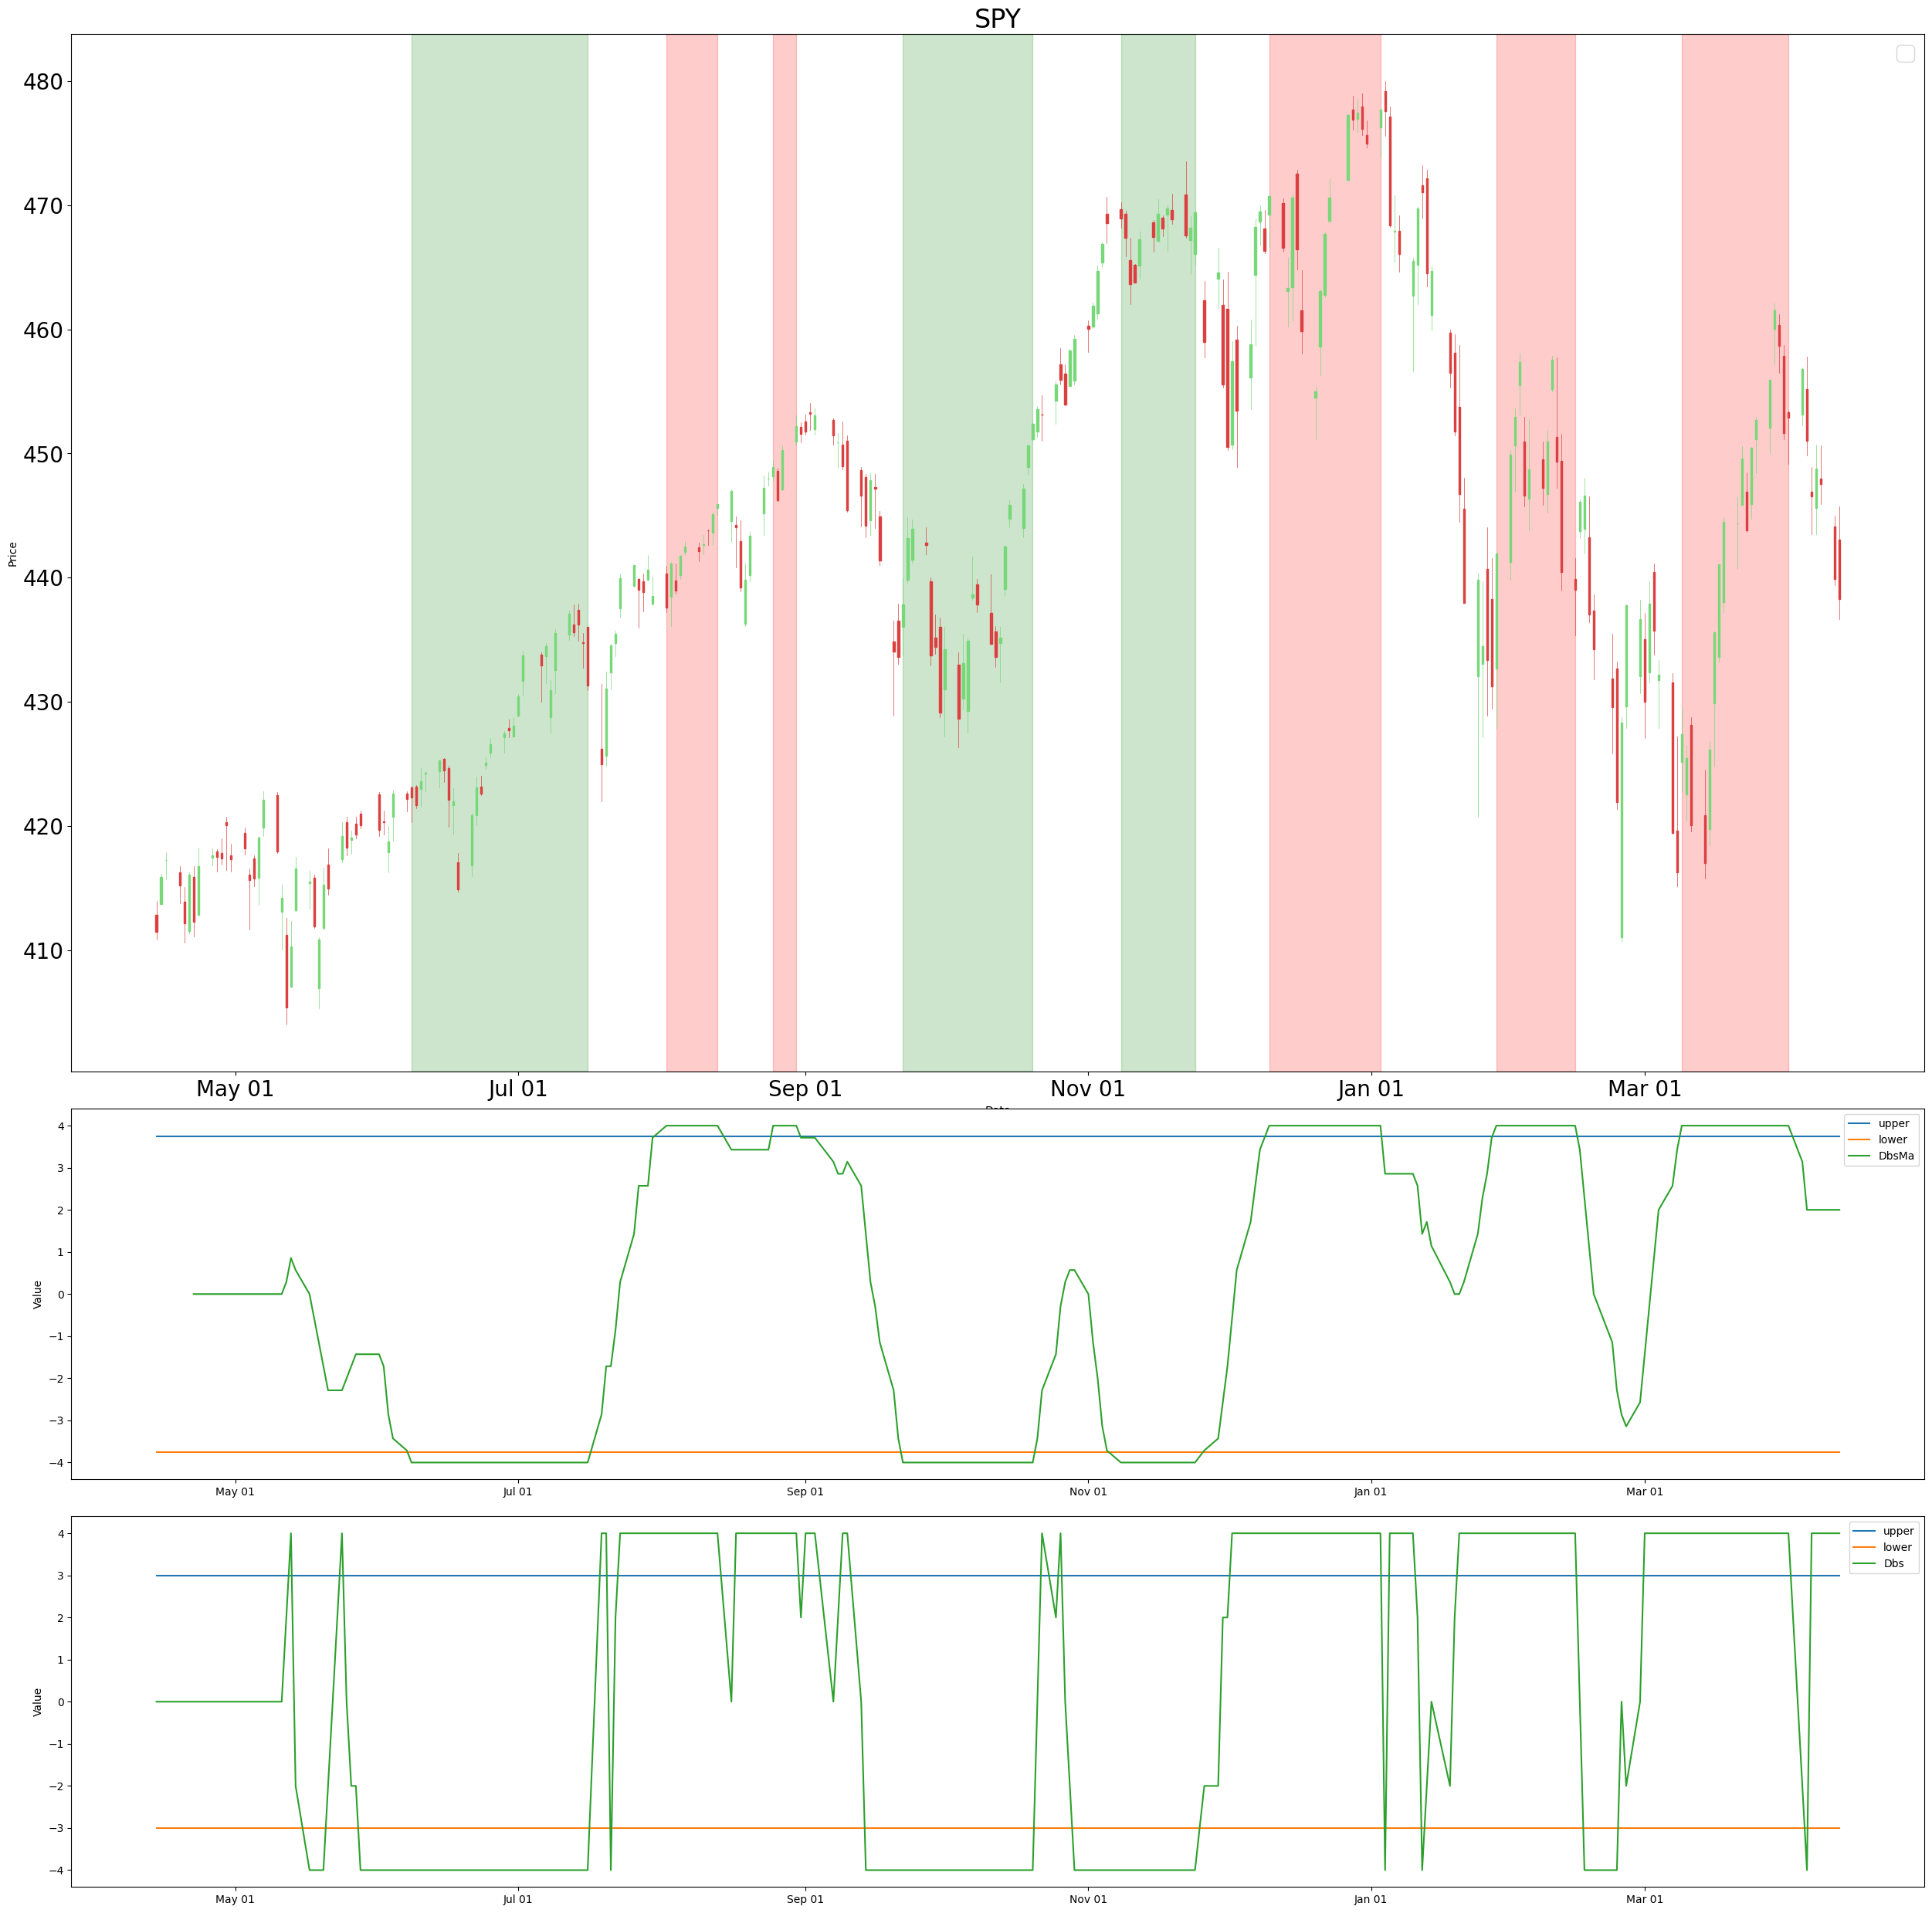 SPY
480
470
460
450
440
430
420
410
Price
May 01
Jul 01
Sep 01
Nov 01
Jan 01
Mar 01
upper
lower
DbsMa
4
3
2
1
0
−1
−2
−3
−4
Value
May 01
Jul 01
Sep 01
Nov 01
Jan 01
Mar 01
upper
lower
Dbs
4
3
2
1
0
−1
−2
−3
−4
Value
May 01
Jul 01
Sep 01
Nov 01
Jan 01
Mar 01